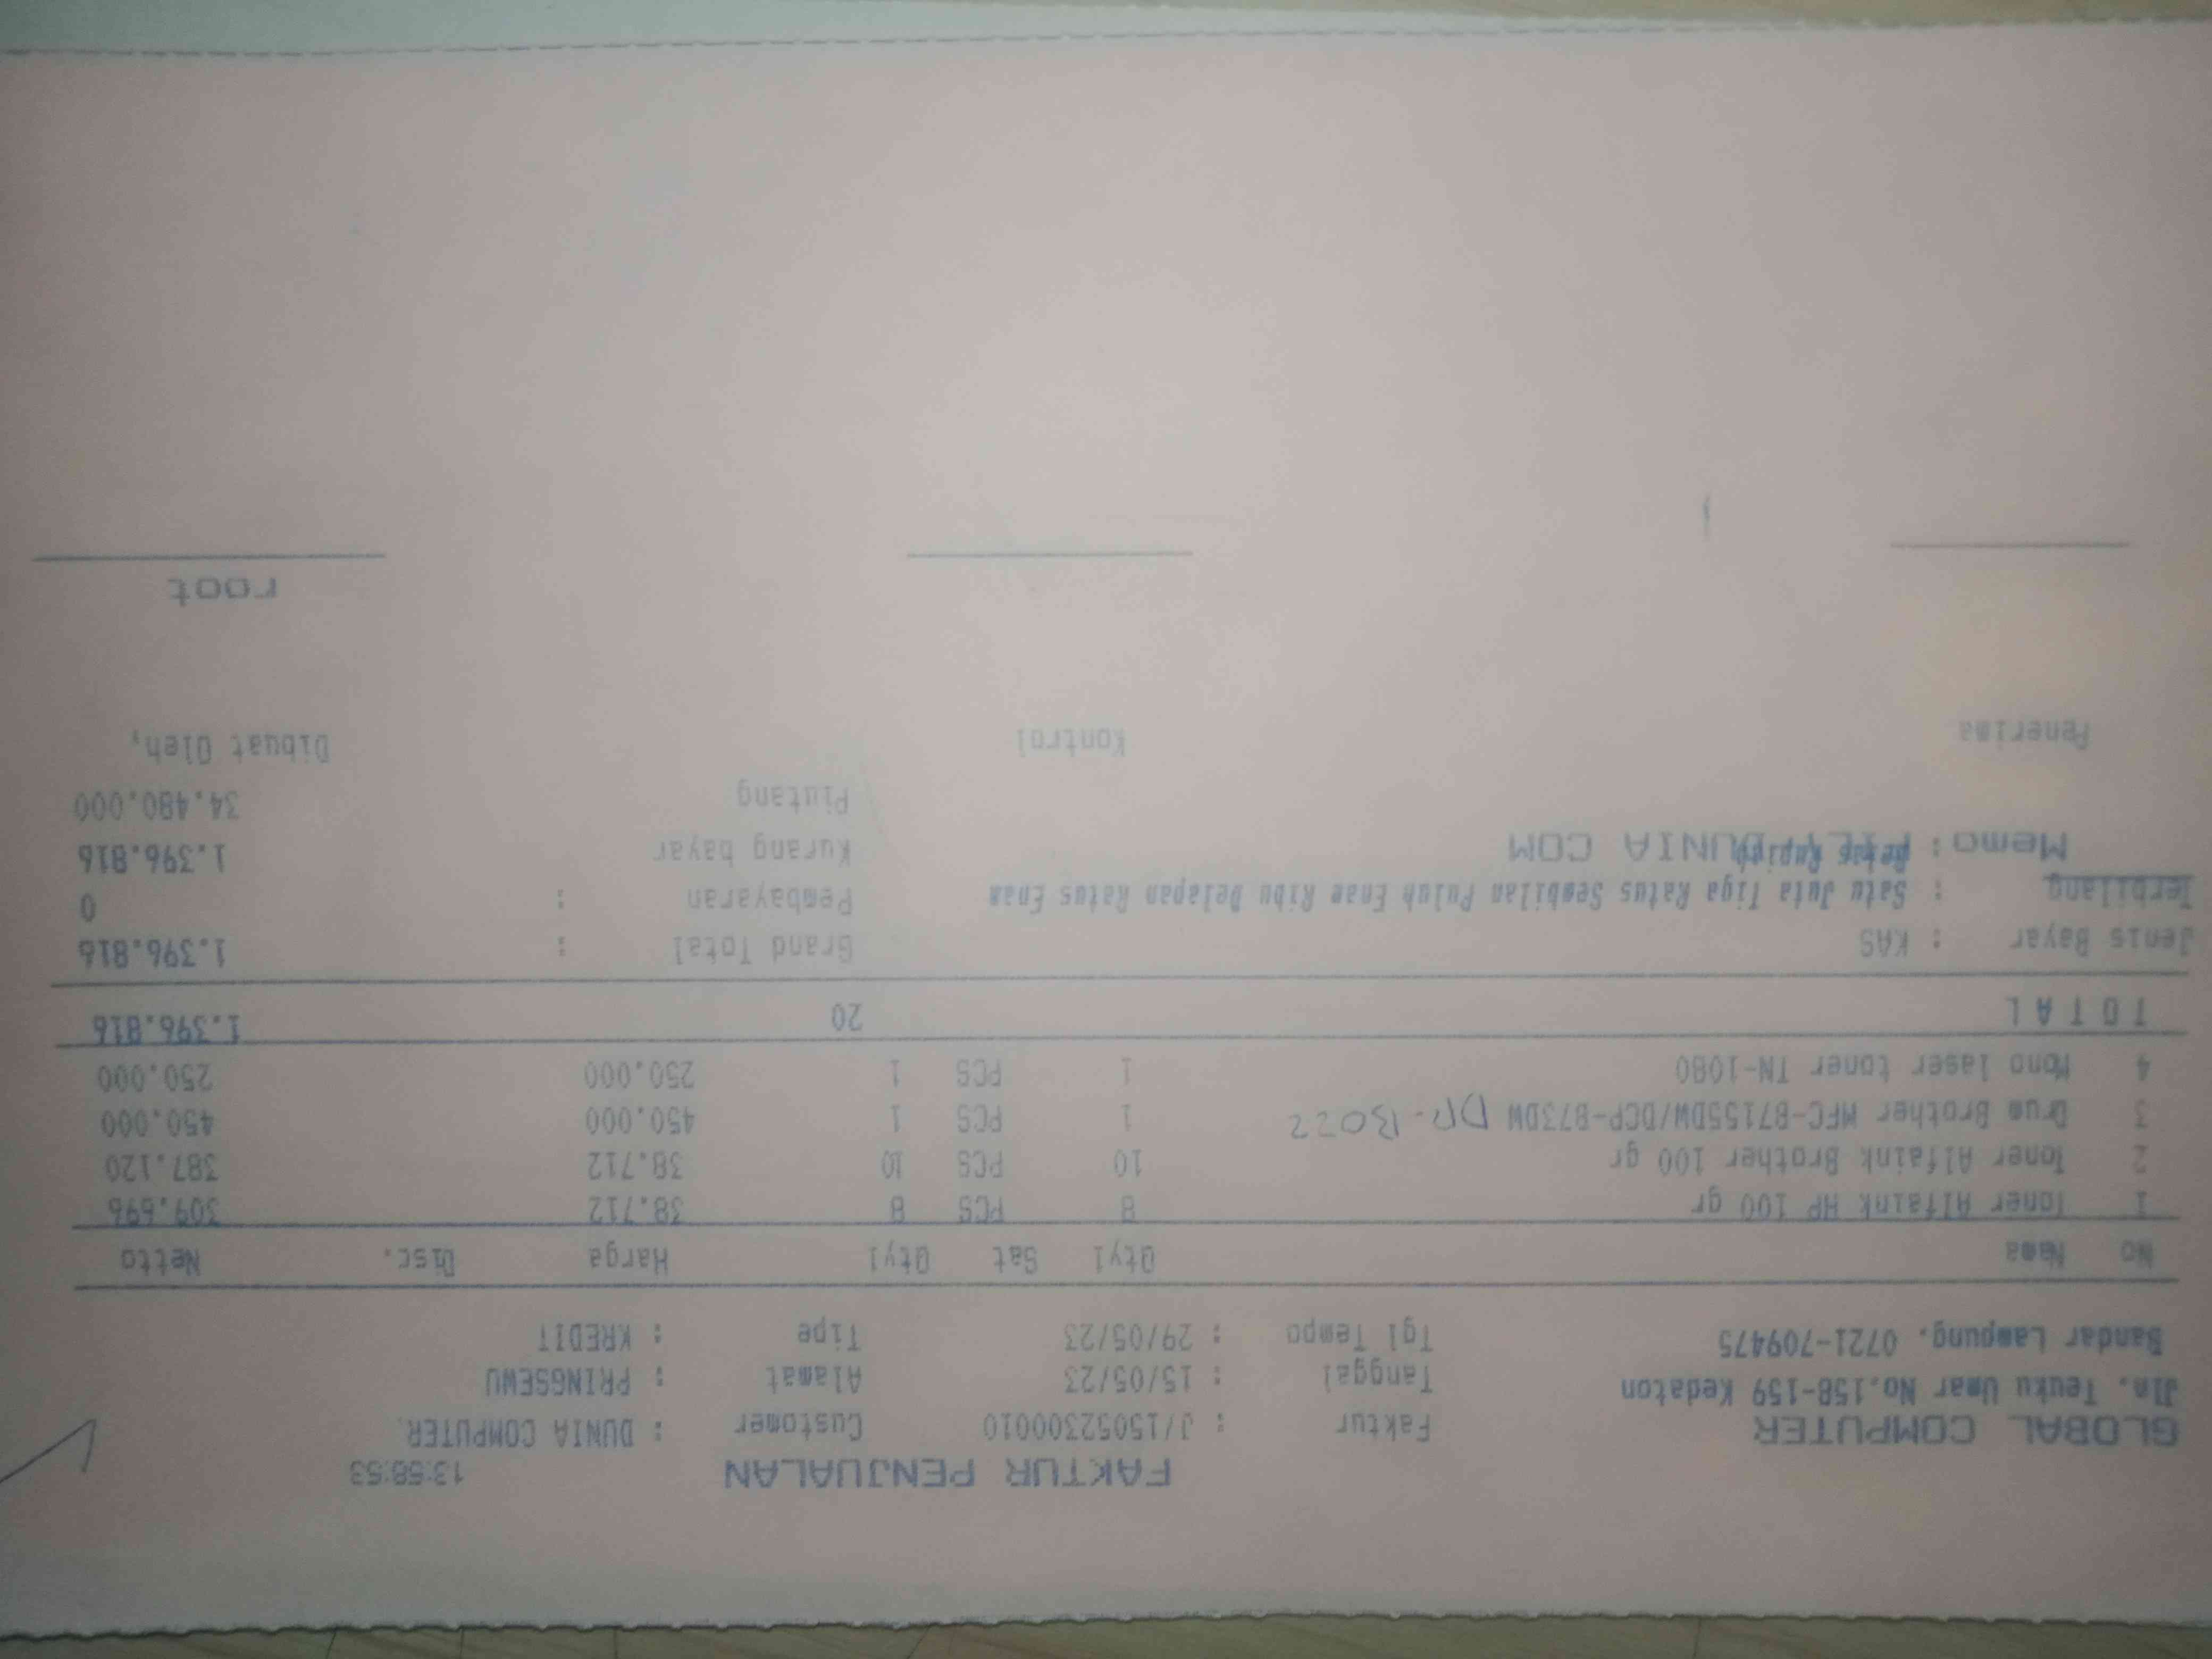 FAKTUR PENJUALAN 13:58:53
GLOBAL COMPUTER
Jln. Teuku Umar No.158-159 Kedaton
Bandar Lampung. 0721-709475
Faktur : J/15052300010 Customer : DUNIA COMPUTER.
Tanggal : 15/05/23 Alamat : PRINGSEWU
Tgl Tempo : 29/05/23 Tipe : KREDIT
No Nama Qty1 Sat Qty1 Harga Disc. Netto
1 Toner Alfaink HP 100 gr 8 PCS 8 38.712 309.696
2 Toner Alfaink Brother 100 gr 10 PCS 10 38.712 387.120
3 Drum Brother MFC-B7155DW/DCP-B73DW DR-B022 1 PCS 1 450.000 450.000
4 Mono laser toner TN-1080 1 PCS 1 250.000 250.000
T O T A L 20 1.396.816
Jenis Bayar : KAS Grand Total : 1.396.816
Terbilang : Satu Juta Tiga Ratus Sembilan Puluh Enam Ribu Delapan Ratus Enam Pembayaran : 0
Belas Rupiah
Memo: DUNIA COM Kurang bayar 1.396.816
Piutang 34.480.000
Penerima Kontrol Dibuat Oleh,
root